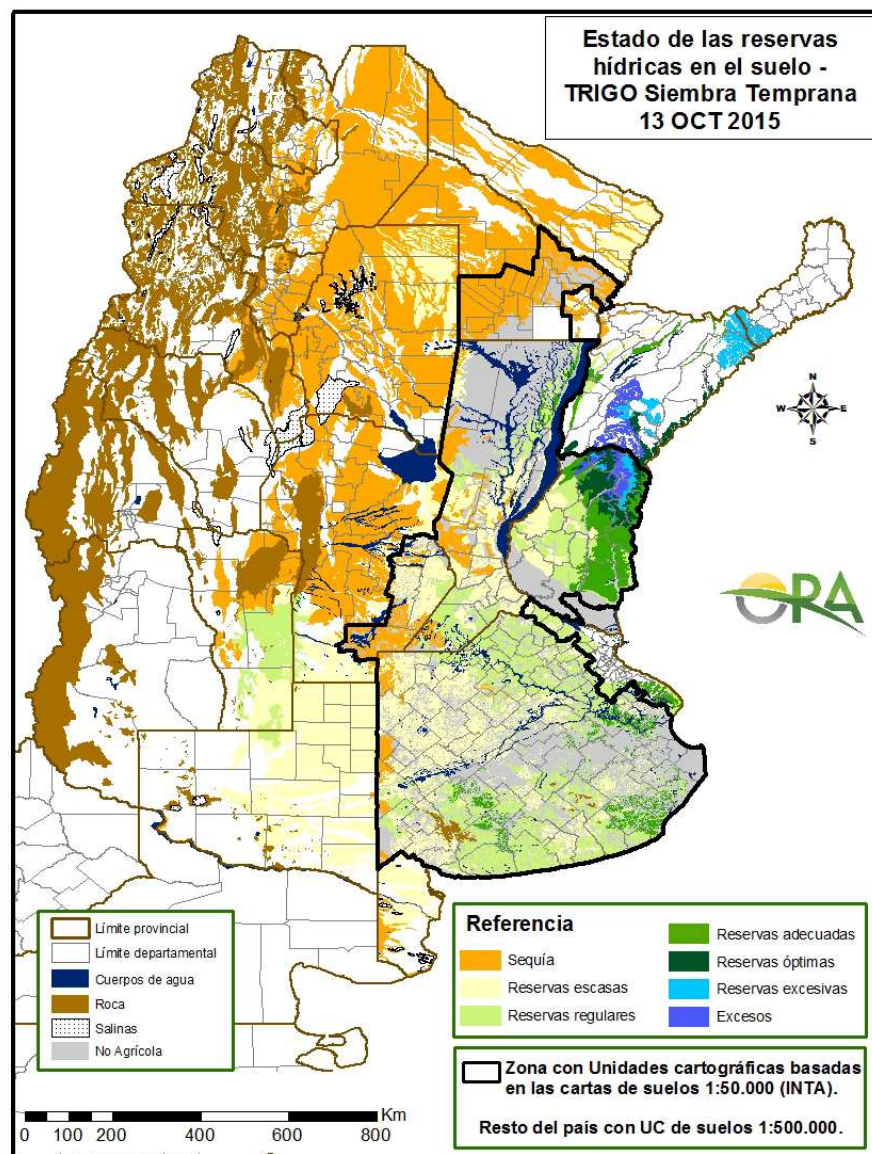 Estado de las reservas
hídricas en el suelo -
TRIGO Siembra Temprana
13 OCT 2015
N
W E
S
ORA
Límite provincial
Límite departamental
Cuerpos de agua
Roca
Salinas
No Agrícola
Referencia
Sequía
Reservas escasas
Reservas regulares
Reservas adecuadas
Reservas óptimas
Reservas excesivas
Excesos
Zona con Unidades cartográficas basadas
en las cartas de suelos 1:50.000 (INTA).
Resto del país con UC de suelos 1:500.000.
Km
0 100 200 400 600 800